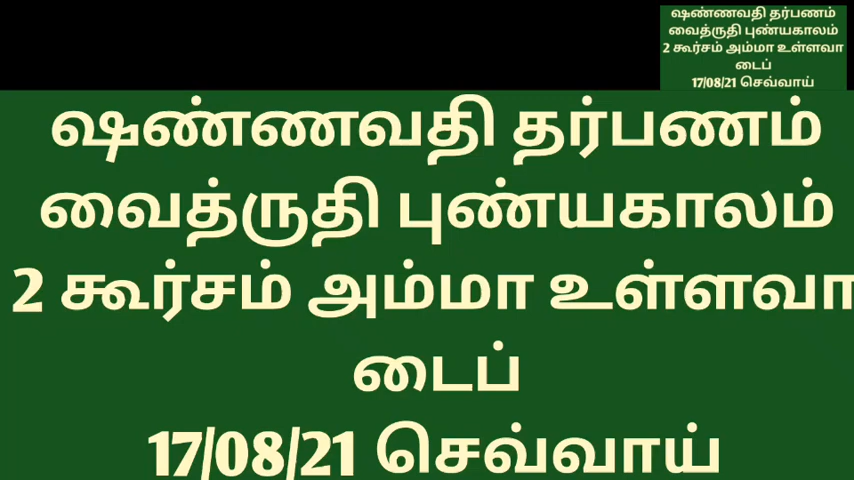 ஷண்ணவதி தர்பணம்
வைத்ருதி புண்யகாலம்
2 கூர்சம் அம்மா உள்ளவா
டைப்
17/08/21 செவ்வாய்
ஷண்ணவதி தர்பணம்
வைத்ருதி புண்யகாலம்
2 கூர்சம் அம்மா உள்ளவா
டைப்
17/08/21 செவ்வாய்